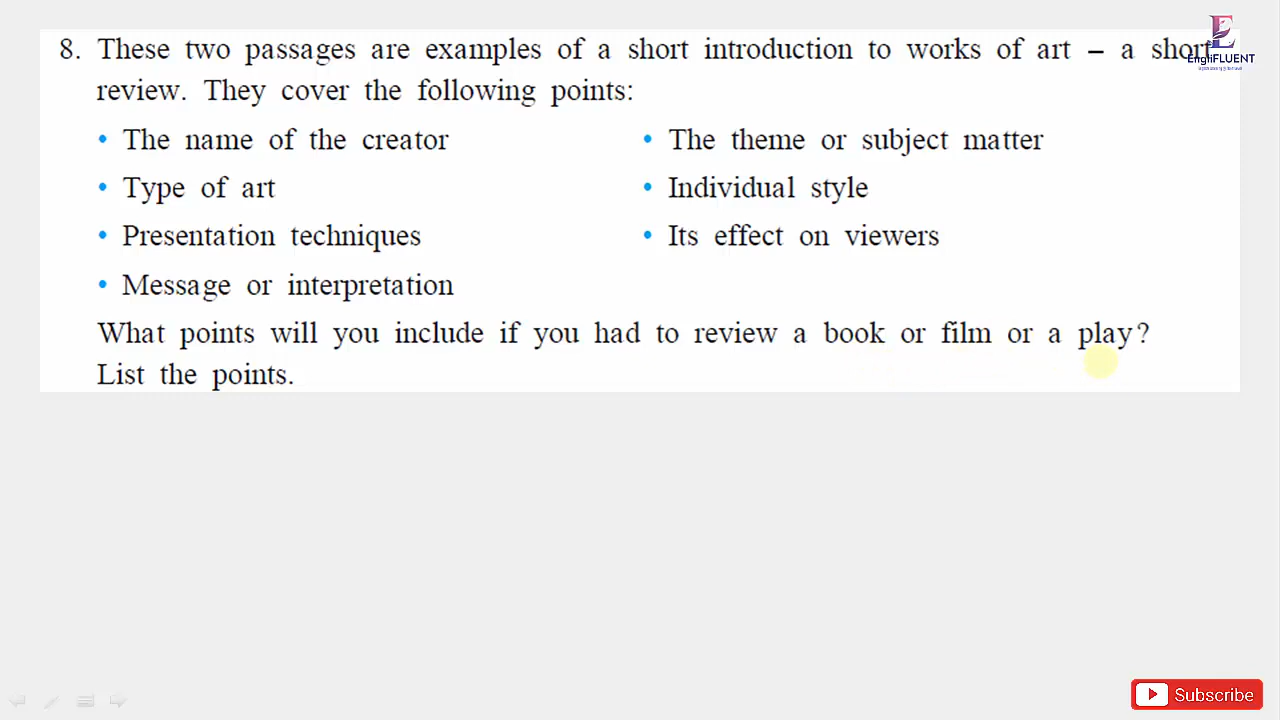 8. These two passages are examples of a short introduction to works of art – a short
review. They cover the following points:
• The name of the creator
• The theme or subject matter
• Type of art
• Individual style
• Presentation techniques
• Its effect on viewers
• Message or interpretation
What points will you include if you had to review a book or film or a play?
List the points.
EngliFLUENT
Subscribe